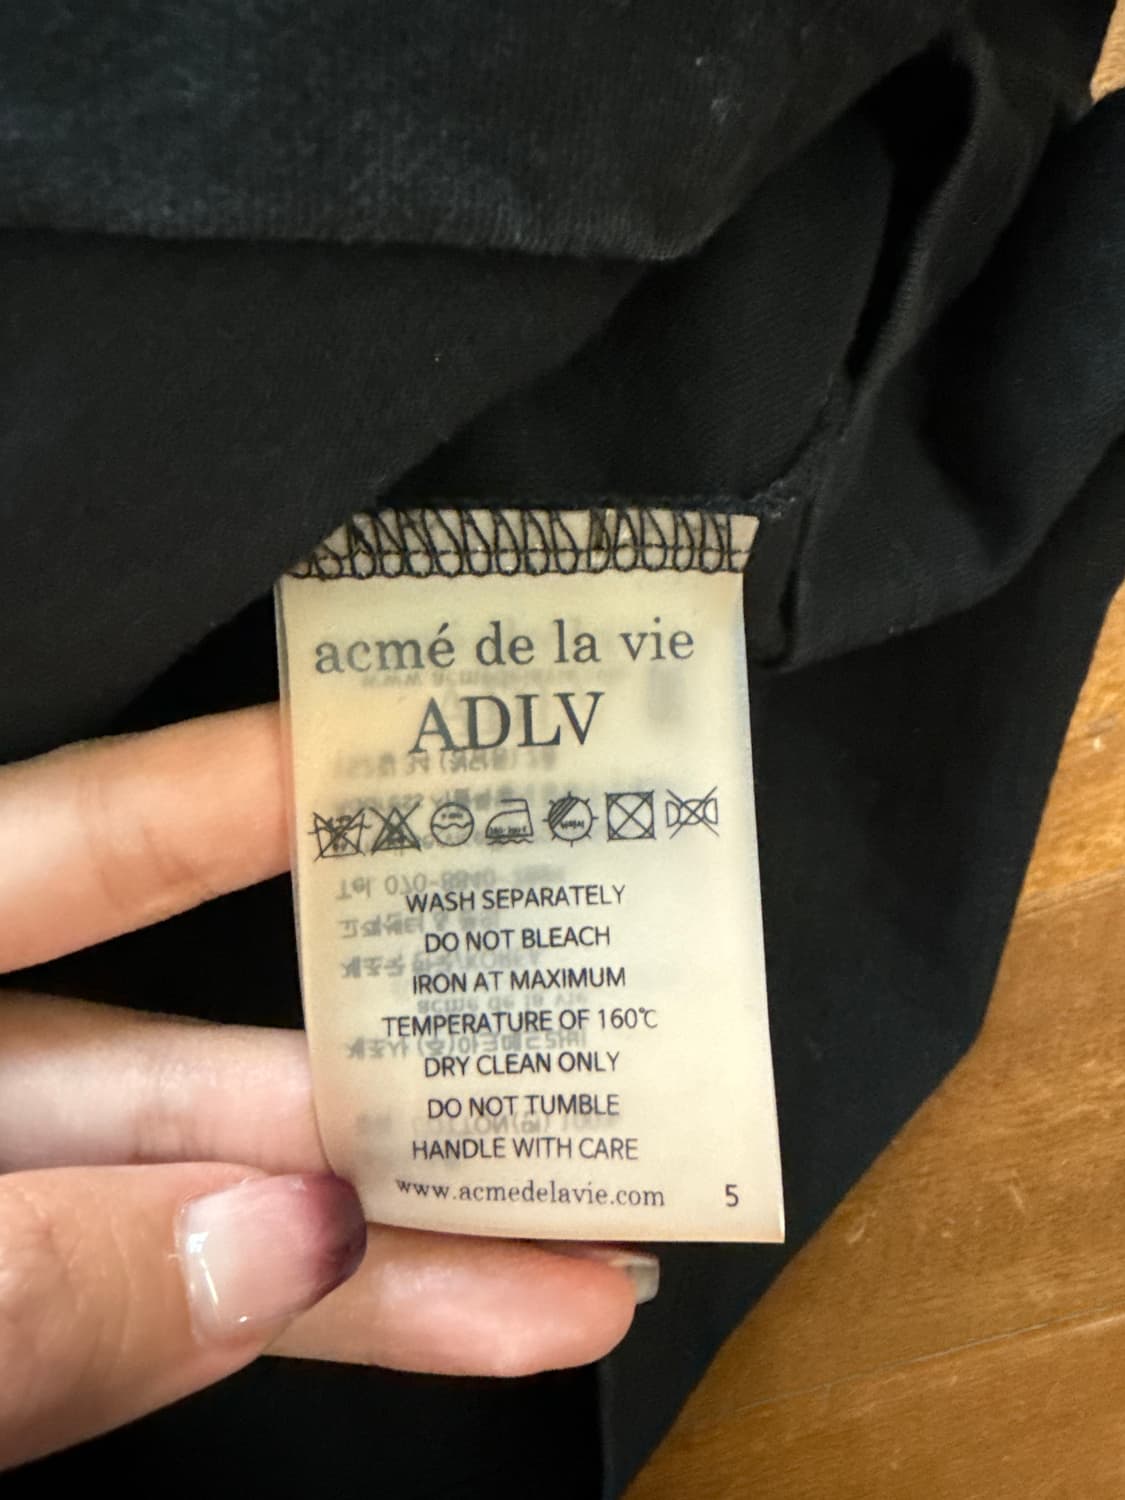 acmé de la vie
ADLV
WASH SEPARATELY
DO NOT BLEACH
IRON AT MAXIMUM
TEMPERATURE OF 160℃
DRY CLEAN ONLY
DO NOT TUMBLE
HANDLE WITH CARE
www.acmedelavie.com 5